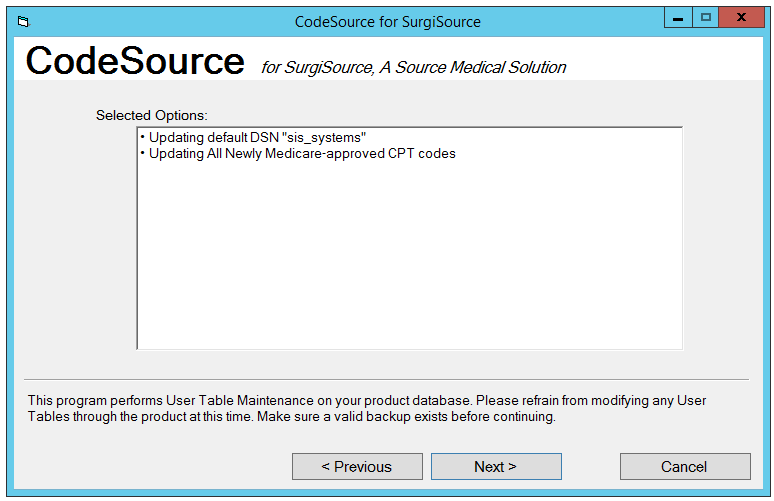 CodeSource for SurgiSource
CodeSource for SurgiSource, A Source Medical Solution
Selected Options:
• Updating default DSN "sis_systems"
• Updating All Newly Medicare-approved CPT codes
This program performs User Table Maintenance on your product database. Please refrain from modifying any User
Tables through the product at this time. Make sure a valid backup exists before continuing.
< Previous Next > Cancel